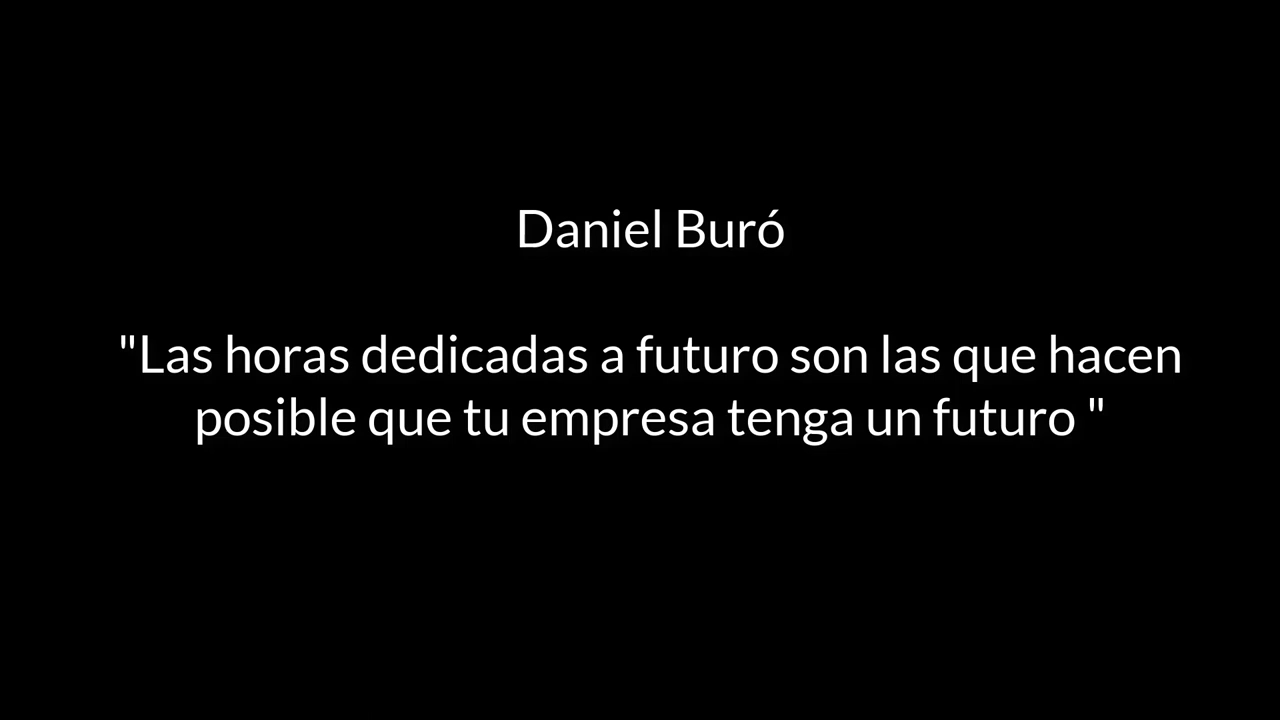 Daniel Buró
"Las horas dedicadas a futuro son las que hacen
posible que tu empresa tenga un futuro "